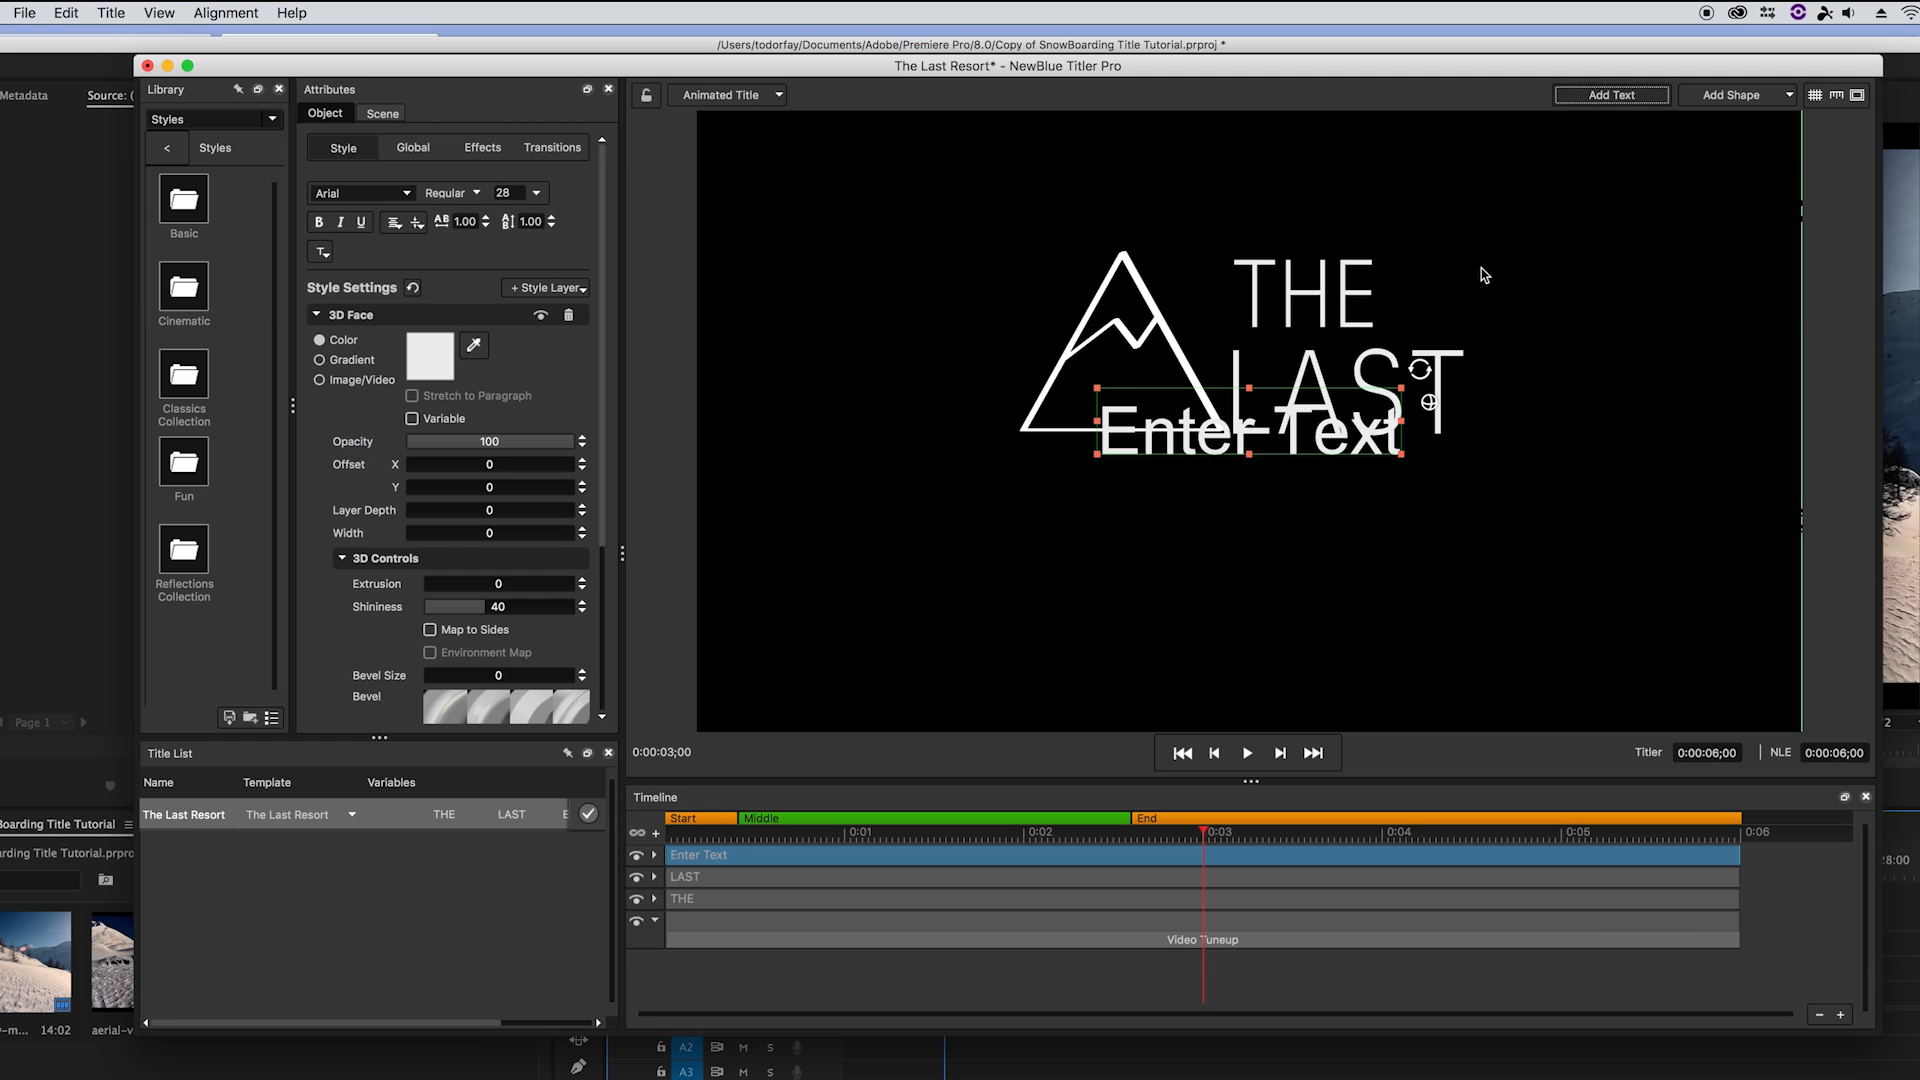 File Edit Title View Alignment Help
/Users/todorfay/Documents/Adobe/Premiere Pro/8.0/Copy of SnowBoarding Title Tutorial.prproj *
The Last Resort* - NewBlue Titler Pro
Metadata Source: (
Library
Styles
< Styles
Basic
Cinematic
Classics
Collection
Fun
Reflections
Collection
Attributes
Object Scene
Style Global Effects Transitions
Arial Regular 28
B I U AB 1.00 AB 1.00
T
Style Settings + Style Layer
3D Face
Color
Gradient
Image/Video
Stretch to Paragraph
Variable
Opacity 100
Offset X 0
Y 0
Layer Depth 0
Width 0
3D Controls
Extrusion 0
Shininess 40
Map to Sides
Environment Map
Bevel Size 0
Bevel
Animated Title Add Text Add Shape
THE
LAST
Enter Text
0:00:03;00 Titler 0:00:06;00 | NLE 0:00:06;00
Page 1
Title List
Name Template Variables
The Last Resort The Last Resort THE LAST E
Timeline
Start Middle End
0:01 0:02 0:03 0:04 0:05 0:06
Enter Text
LAST
THE
Video Tuneup
oarding Title Tutorial
rding Title Tutorial.prpro
14:02 aerial-v
8:00
A2 M S
A3 M S